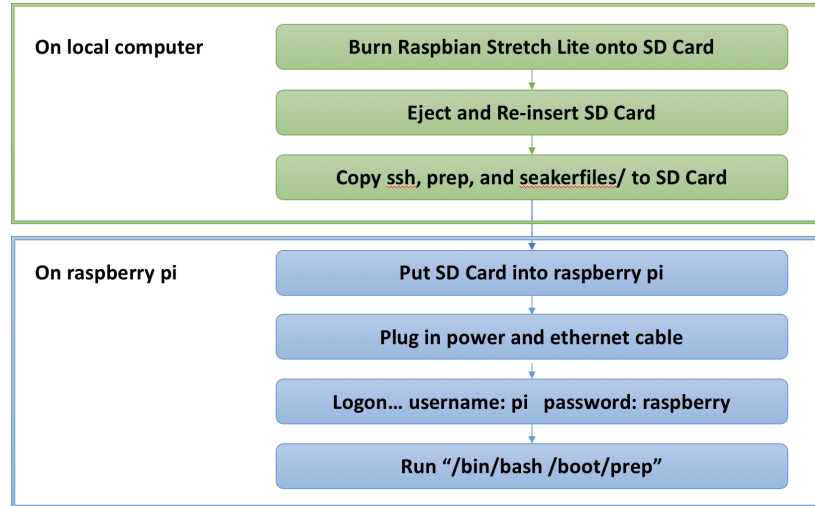 On local computer
Burn Raspbian Stretch Lite onto SD Card
Eject and Re-insert SD Card
Copy ssh, prep, and seakerfiles/ to SD Card
On raspberry pi
Put SD Card into raspberry pi
Plug in power and ethernet cable
Logon... username: pi   password: raspberry
Run “/bin/bash /boot/prep”